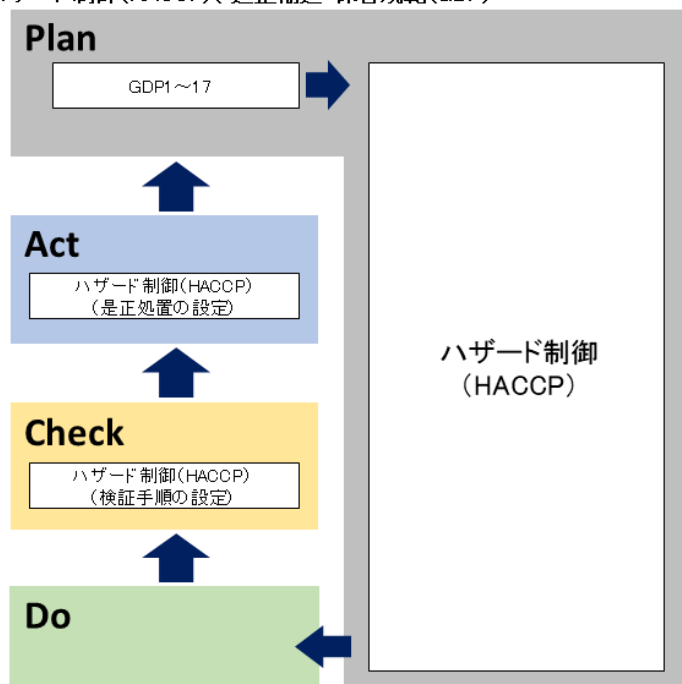 Plan
GDP1～17
Act
ハザード制御(HACCP)
(是正処置の設定)
Check
ハザード制御(HACCP)
(検証手順の設定)
Do
ハザード制御
(HACCP)